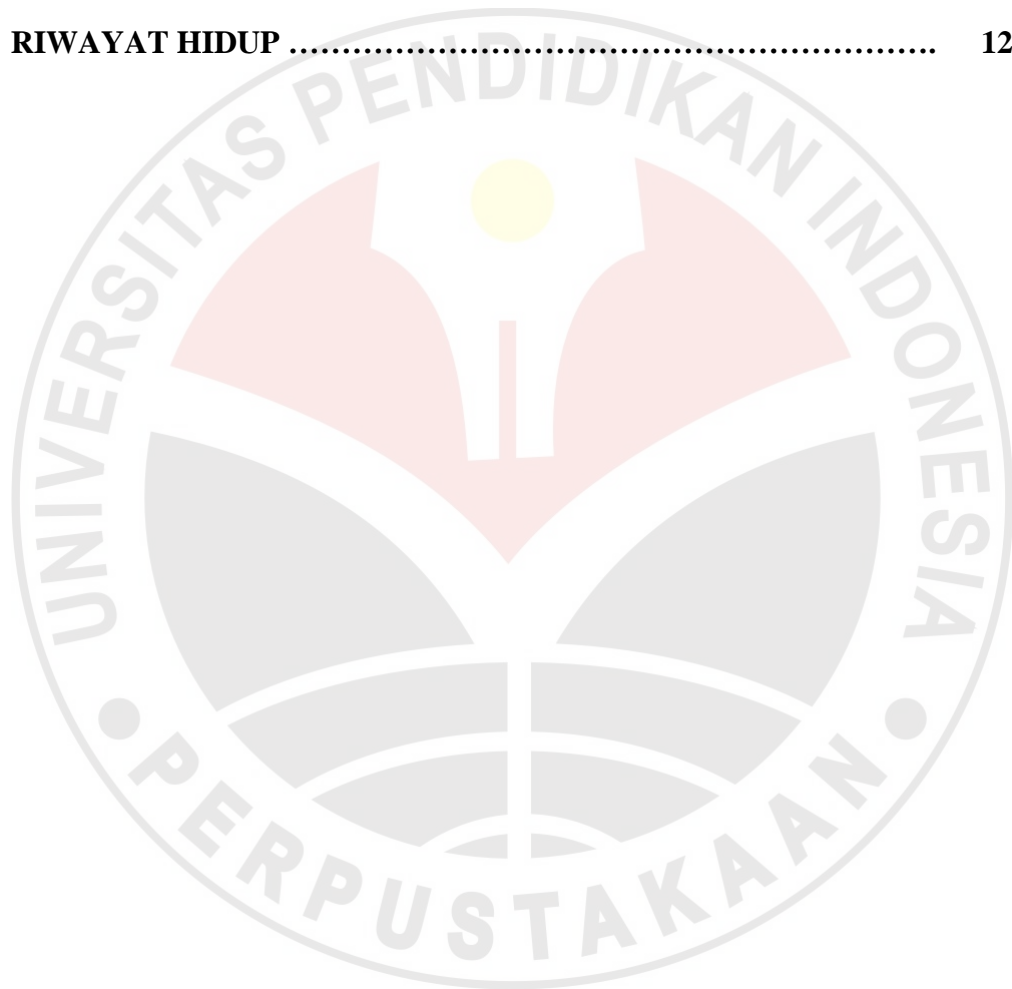 RIWAYAT HIDUP ………………………………………………………. 12
UNIVERSITAS PENDIDIKAN INDONESIA
PERPUSTAKAAN